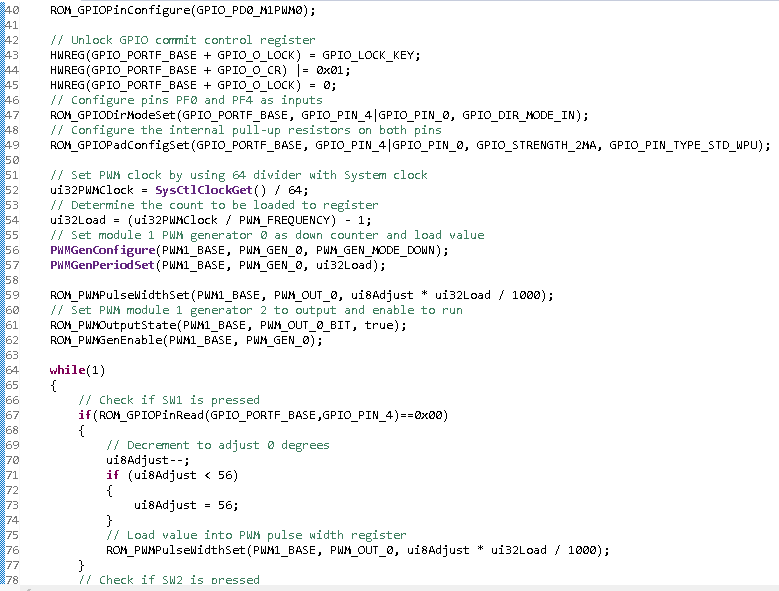 40 ROM_GPIOPinConfigure(GPIO_PD0_M1PWM0);
41
42 // Unlock GPIO commit control register
43 HWREG(GPIO_PORTF_BASE + GPIO_O_LOCK) = GPIO_LOCK_KEY;
44 HWREG(GPIO_PORTF_BASE + GPIO_O_CR) |= 0x01;
45 HWREG(GPIO_PORTF_BASE + GPIO_O_LOCK) = 0;
46 // Configure pins PF0 and PF4 as inputs
47 ROM_GPIODirModeSet(GPIO_PORTF_BASE, GPIO_PIN_4|GPIO_PIN_0, GPIO_DIR_MODE_IN);
48 // Configure the internal pull-up resistors on both pins
49 ROM_GPIOPadConfigSet(GPIO_PORTF_BASE, GPIO_PIN_4|GPIO_PIN_0, GPIO_STRENGTH_2MA, GPIO_PIN_TYPE_STD_WPU);
50
51 // Set PWM clock by using 64 divider with System clock
52 ui32PWMClock = SysCtlClockGet() / 64;
53 // Determine the count to be loaded to register
54 ui32Load = (ui32PWMClock / PWM_FREQUENCY) - 1;
55 // Set module 1 PWM generator 0 as down counter and load value
56 PWMGenConfigure(PWM1_BASE, PWM_GEN_0, PWM_GEN_MODE_DOWN);
57 PWMGenPeriodSet(PWM1_BASE, PWM_GEN_0, ui32Load);
58
59 ROM_PWMPulseWidthSet(PWM1_BASE, PWM_OUT_0, ui8Adjust * ui32Load / 1000);
60 // Set PWM module 1 generator 2 to output and enable to run
61 ROM_PWMOutputState(PWM1_BASE, PWM_OUT_0_BIT, true);
62 ROM_PWMGenEnable(PWM1_BASE, PWM_GEN_0);
63
64 while(1)
65 {
66 // Check if SW1 is pressed
67 if(ROM_GPIOPinRead(GPIO_PORTF_BASE,GPIO_PIN_4)==0x00)
68 {
69 // Decrement to adjust 0 degrees
70 ui8Adjust--;
71 if (ui8Adjust < 56)
72 {
73 ui8Adjust = 56;
74 }
75 // Load value into PWM pulse width register
76 ROM_PWMPulseWidthSet(PWM1_BASE, PWM_OUT_0, ui8Adjust * ui32Load / 1000);
77 }
78 // Check if SW2 is pressed